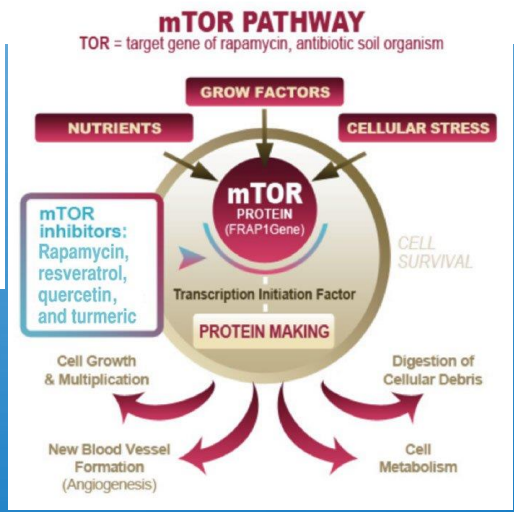 mTOR PATHWAY
TOR = target gene of rapamycin, antibiotic soil organism
GROW FACTORS
NUTRIENTS
CELLULAR STRESS
mTOR
PROTEIN
(FRAP1Gene)
mTOR
inhibitors:
Rapamycin,
resveratrol,
quercetin,
and turmeric
CELL
SURVIVAL
Transcription Initiation Factor
PROTEIN MAKING
Cell Growth
& Multiplication
Digestion of
Cellular Debris
New Blood Vessel
Formation
(Angiogenesis)
Cell
Metabolism